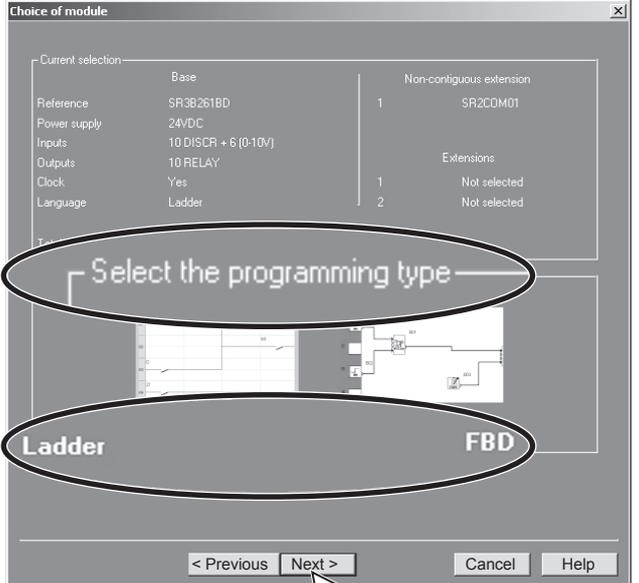 Choice of module
Current selection
Base
Non-contiguous extension
Reference SR3B261BD 1 SR2COM01
Power supply 24VDC
Inputs 10 DISCR + 6 (0-10V)
Outputs 10 RELAY Extensions
Clock Yes 1 Not selected
Language Ladder 2 Not selected
Select the programming type
Ladder FBD
< Previous Next > Cancel Help